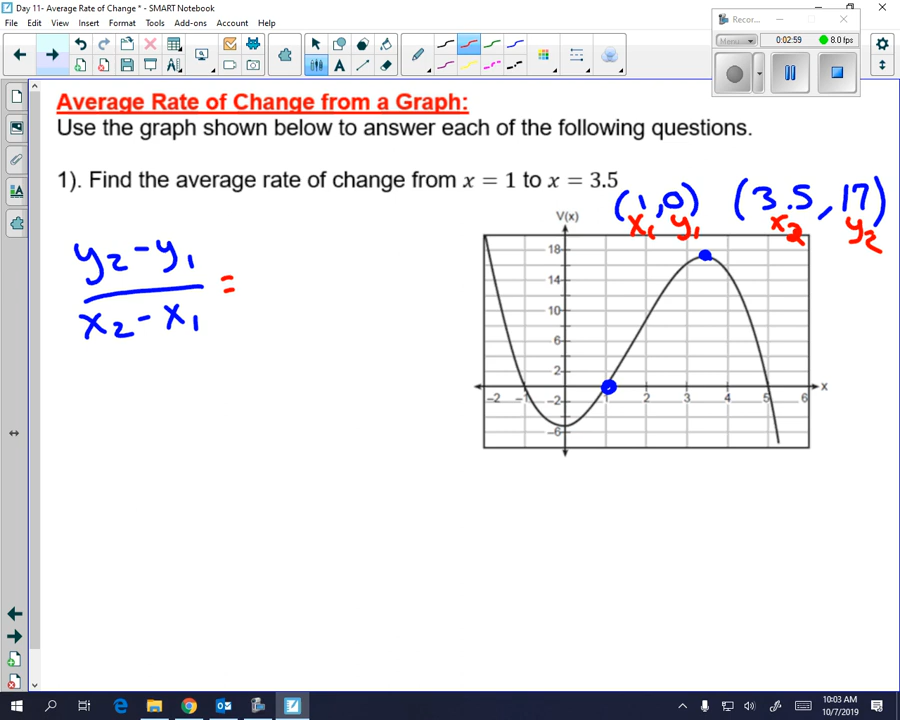 Day 11- Average Rate of Change * - SMART Notebook
File Edit View Insert Format Tools Add-ons Account Help
Recor...
Menu 0:02:59 8.0 fps
Average Rate of Change from a Graph:
Use the graph shown below to answer each of the following questions.
1). Find the average rate of change from x = 1 to x = 3.5
(1,0) (3.5, 17)
x₁ y₁ x₂ y₂
y₂ - y₁
=
x₂ - x₁
V(x)
18
14
10
6
2
x
-2 -1 1 2 3 4 5 6
-2
-6
10:03 AM
10/7/2019